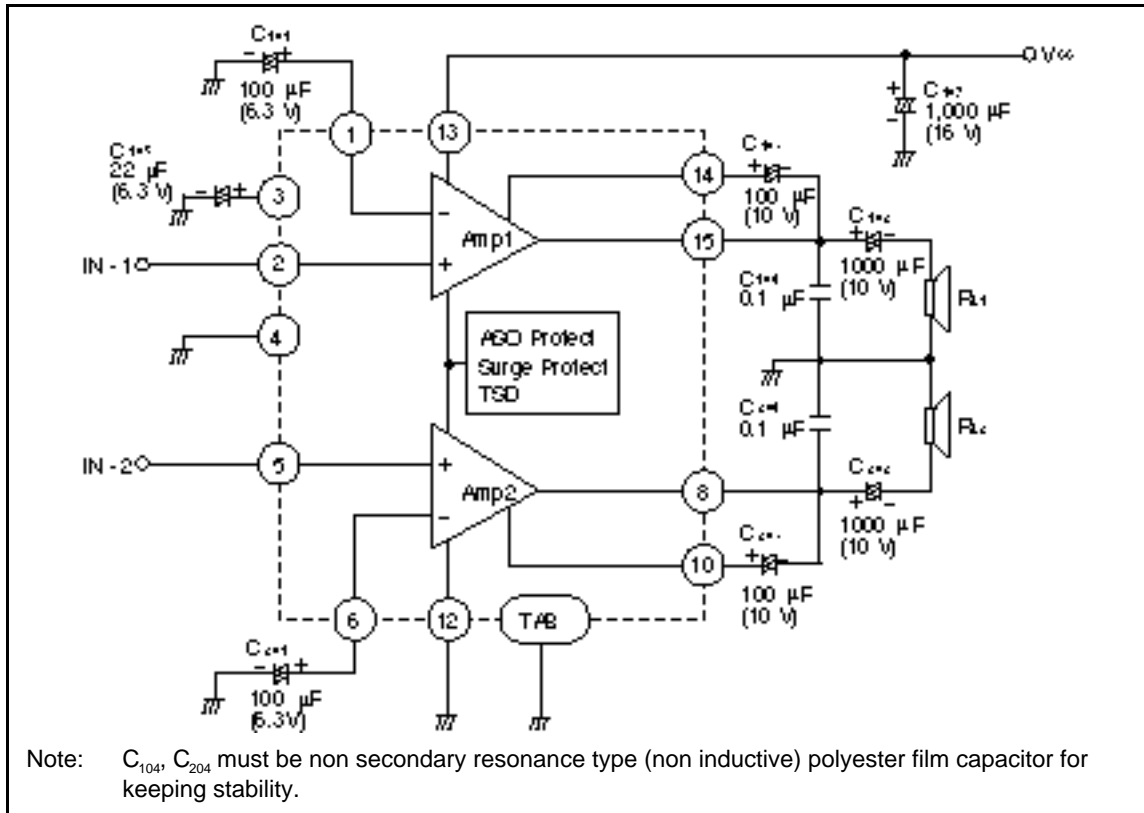 100 µF
(6.3 V)
1
13
1,000 µF
(16 V)
22 µF
(6.3 V)
3
14
100 µF
(10 V)
Amp1
15
IN - 1
2
1000 µF
(10 V)
0.1 µF
4
ASO Protect
Surge Protect
TSD
0.1 µF
IN - 2
5
Amp2
8
1000 µF
(10 V)
10
100 µF
(10 V)
6
12
TAB
100 µF
(6.3V)
Note: C104, C204 must be non secondary resonance type (non inductive) polyester film capacitor for
keeping stability.